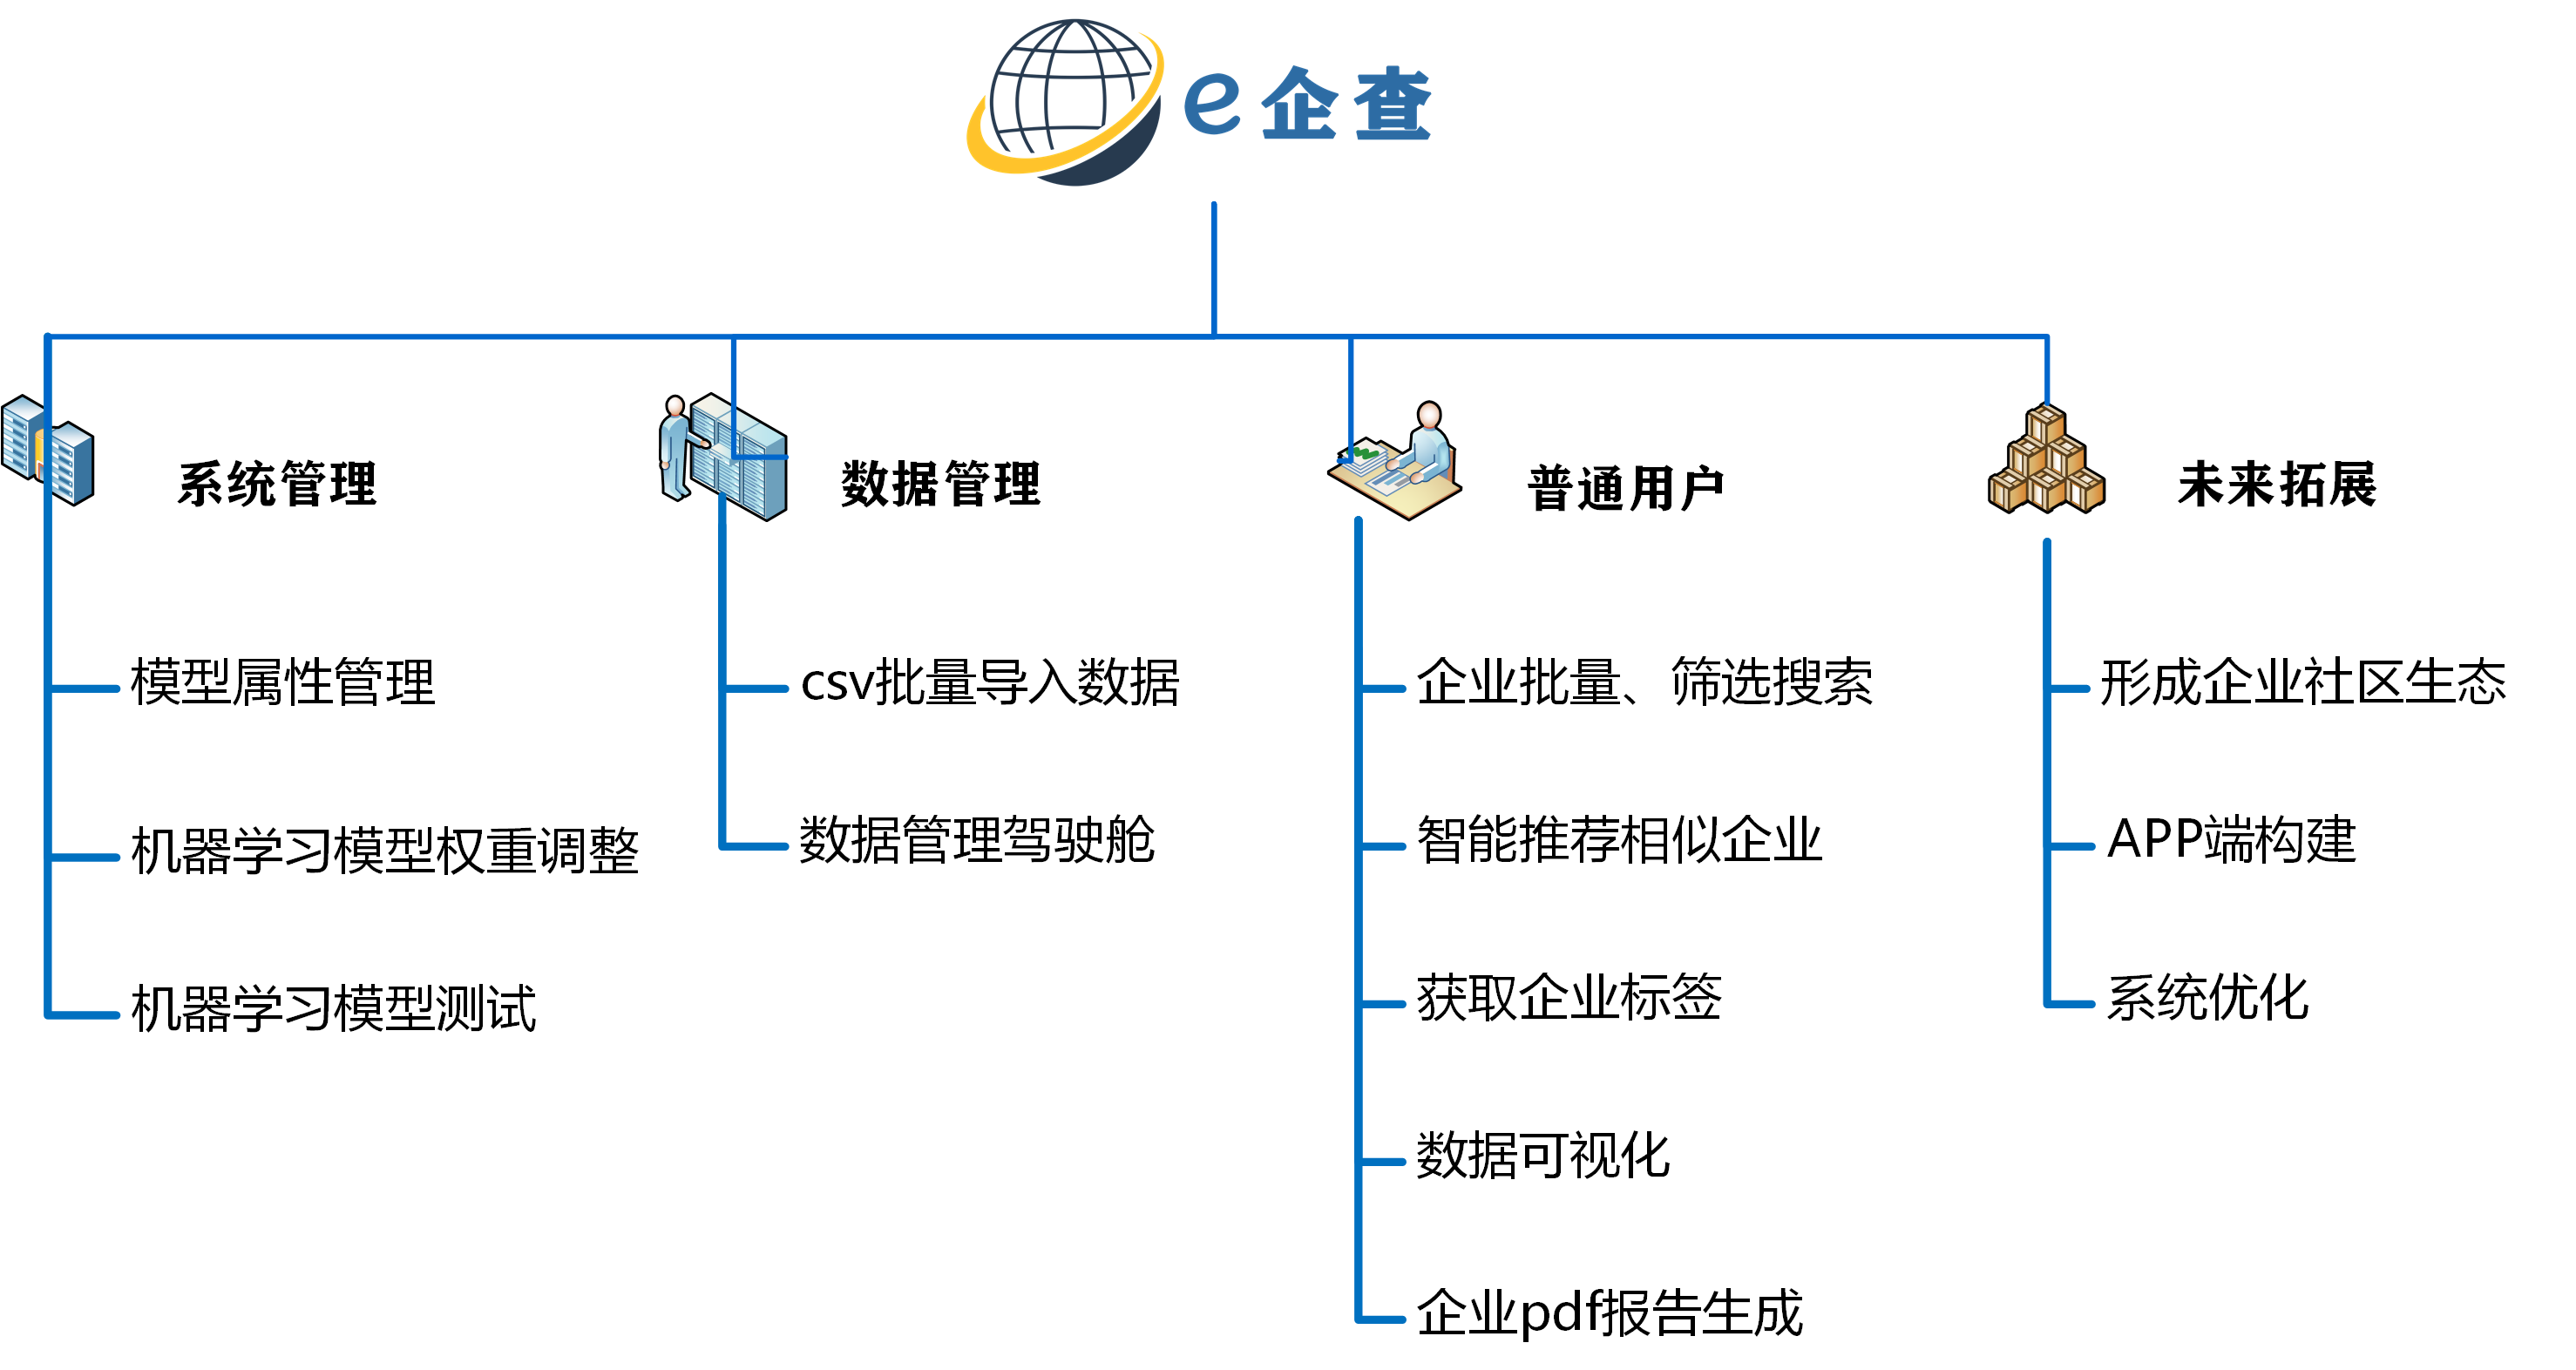 e企查
系统管理
模型属性管理
机器学习模型权重调整
机器学习模型测试
数据管理
csv批量导入数据
数据管理驾驶舱
普通用户
企业批量、筛选搜索
智能推荐相似企业
获取企业标签
数据可视化
企业pdf报告生成
未来拓展
形成企业社区生态
APP端构建
系统优化